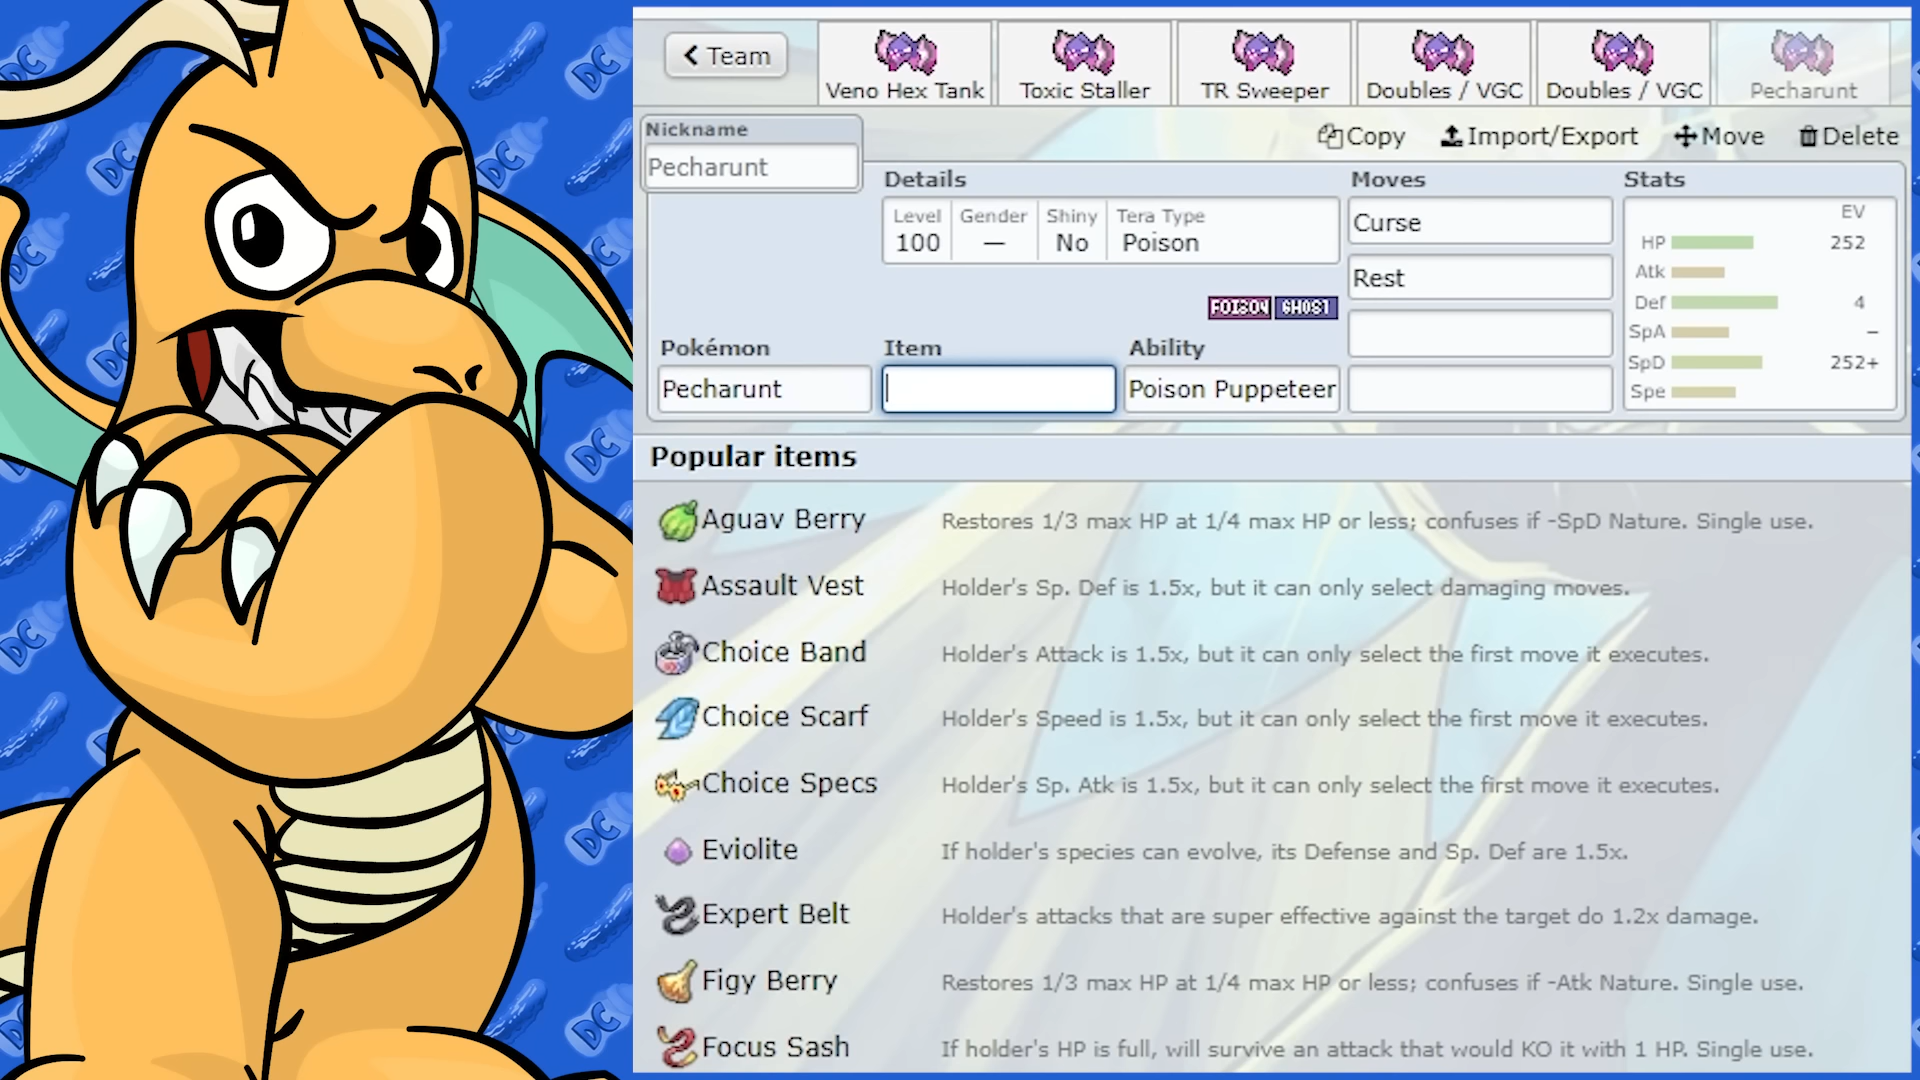 Team
Veno Hex Tank
Toxic Staller
TR Sweeper
Doubles / VGC
Doubles / VGC
Pecharunt
Nickname
Pecharunt
Copy
Import/Export
Move
Delete
Details
Level
100
Gender
—
Shiny
No
Tera Type
Poison
POISON GHOST
Pokémon
Pecharunt
Item
Ability
Poison Puppeteer
Moves
Curse
Rest
Stats
EV
HP 252
Atk
Def 4
SpA –
SpD 252+
Spe
Popular items
Aguav Berry Restores 1/3 max HP at 1/4 max HP or less; confuses if -SpD Nature. Single use.
Assault Vest Holder's Sp. Def is 1.5x, but it can only select damaging moves.
Choice Band Holder's Attack is 1.5x, but it can only select the first move it executes.
Choice Scarf Holder's Speed is 1.5x, but it can only select the first move it executes.
Choice Specs Holder's Sp. Atk is 1.5x, but it can only select the first move it executes.
Eviolite If holder's species can evolve, its Defense and Sp. Def are 1.5x.
Expert Belt Holder's attacks that are super effective against the target do 1.2x damage.
Figy Berry Restores 1/3 max HP at 1/4 max HP or less; confuses if -Atk Nature. Single use.
Focus Sash If holder's HP is full, will survive an attack that would KO it with 1 HP. Single use.
DC
DC
DC
DC
DC
DC
DC
DC
DC
DC